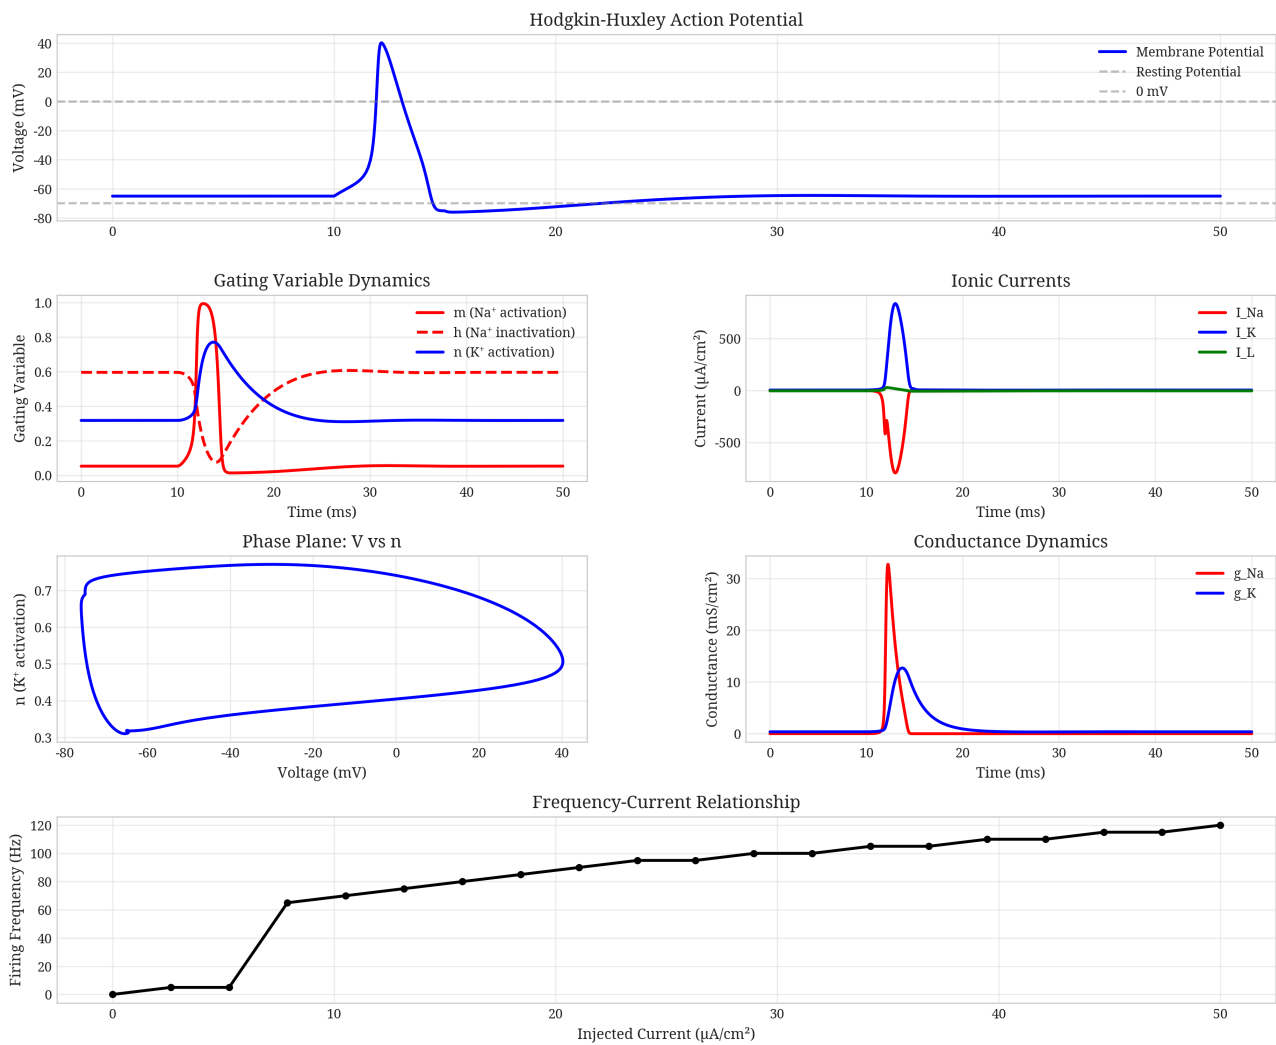 Hodgkin-Huxley Action Potential
Voltage (mV)
40
20
0
-20
-40
-60
-80
Membrane Potential
Resting Potential
0 mV
0 10 20 30 40 50
Gating Variable Dynamics
Gating Variable
1.0
0.8
0.6
0.4
0.2
0.0
m (Na⁺ activation)
h (Na⁺ inactivation)
n (K⁺ activation)
0 10 20 30 40 50
Time (ms)
Ionic Currents
Current (μA/cm²)
500
0
-500
I_Na
I_K
I_L
0 10 20 30 40 50
Time (ms)
Phase Plane: V vs n
n (K⁺ activation)
0.7
0.6
0.5
0.4
0.3
-80 -60 -40 -20 0 20 40
Voltage (mV)
Conductance Dynamics
Conductance (mS/cm²)
30
20
10
0
g_Na
g_K
0 10 20 30 40 50
Time (ms)
Frequency-Current Relationship
Firing Frequency (Hz)
120
100
80
60
40
20
0
0 10 20 30 40 50
Injected Current (μA/cm²)